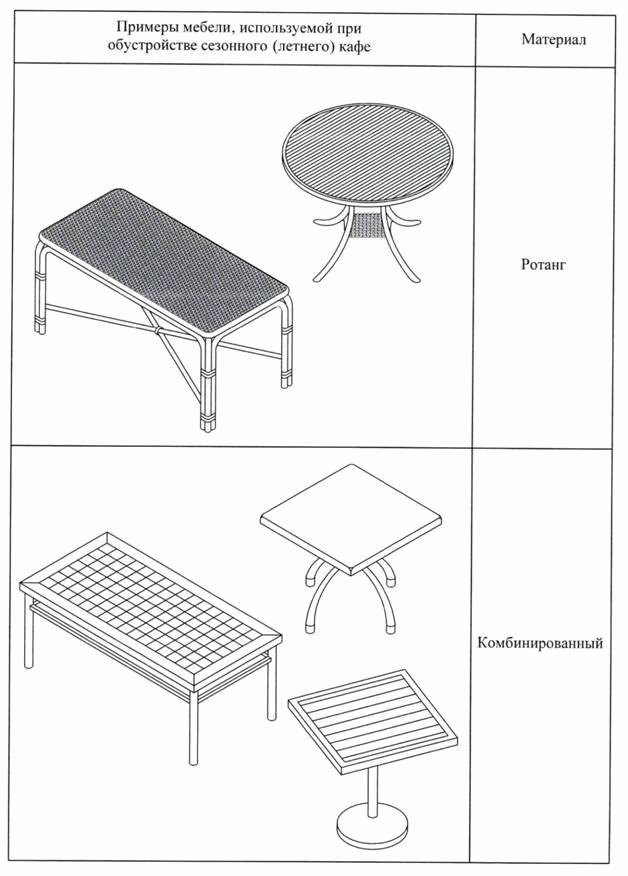 Примеры мебели, используемой при
обустройстве сезонного (летнего) кафе
Материал
Ротанг
Комбинированный